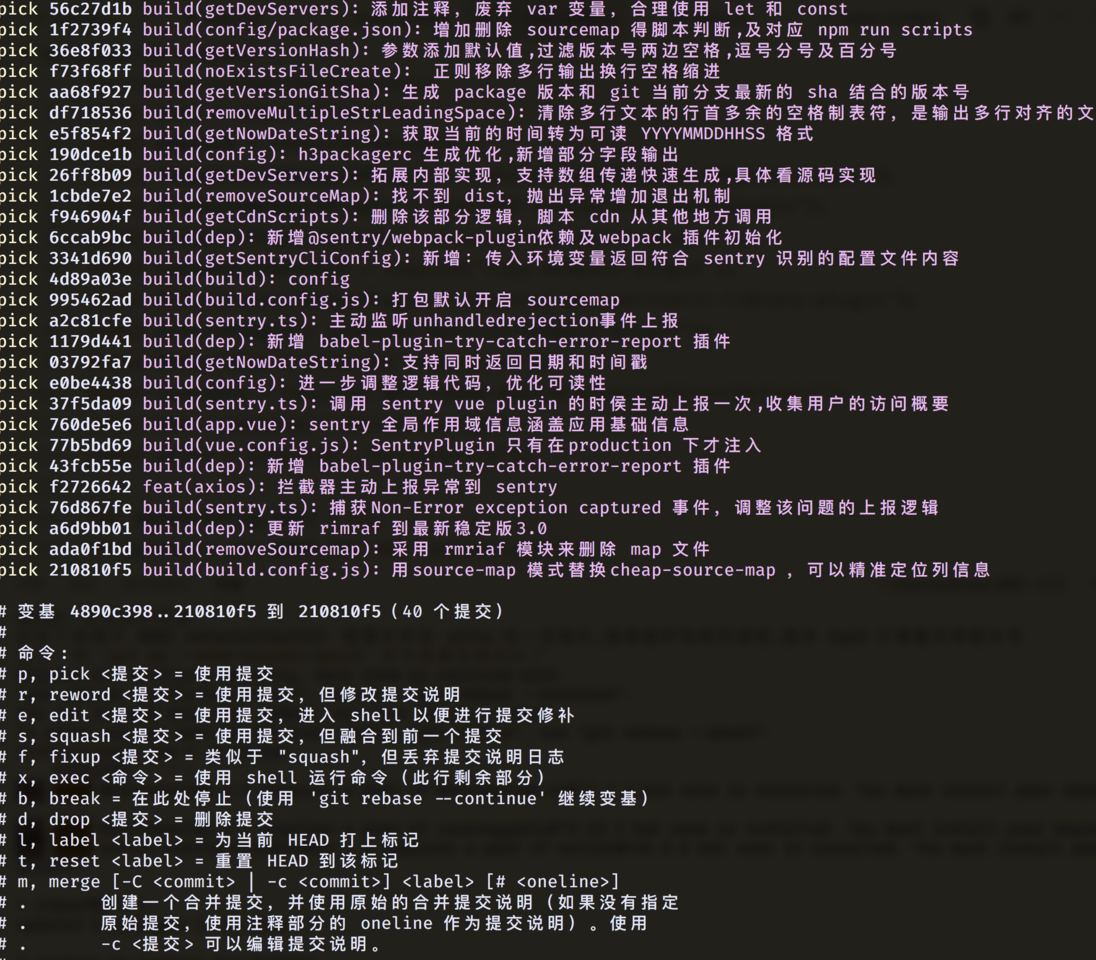 pick 56c27d1b build(getDevServers): 添加注释, 废弃 var 变量, 合理使用 let 和 const
pick 1f2739f4 build(config/package.json): 增加删除 sourcemap 得脚本判断,及对应 npm run scripts
pick 36e8f033 build(getVersionHash): 参数添加默认值,过滤版本号两边空格,逗号分号及百分号
pick f73f68ff build(noExistsFileCreate):  正则移除多行输出换行空格缩进
pick aa68f927 build(getVersionGitSha): 生成 package 版本和 git 当前分支最新的 sha 结合的版本号
pick df718536 build(removeMultipleStrLeadingSpace): 清除多行文本的行首多余的空格制表符, 是输出多行对齐的文
pick e5f854f2 build(getNowDateString): 获取当前的时间转为可读 YYYYMMDDHHSS 格式
pick 190dce1b build(config): h3packagerc 生成优化,新增部分字段输出
pick 26ff8b09 build(getDevServers): 拓展内部实现, 支持数组传递快速生成,具体看源码实现
pick 1cbde7e2 build(removeSourceMap): 找不到 dist, 抛出异常增加退出机制
pick f946904f build(getCdnScripts): 删除该部分逻辑, 脚本 cdn 从其他地方调用
pick 6ccab9bc build(dep): 新增@sentry/webpack-plugin依赖及webpack 插件初始化
pick 3341d690 build(getSentryCliConfig): 新增: 传入环境变量返回符合 sentry 识别的配置文件内容
pick 4d89a03e build(build): config
pick 995462ad build(build.config.js): 打包默认开启 sourcemap
pick a2c81cfe build(sentry.ts): 主动监听unhandledrejection事件上报
pick 1179d441 build(dep): 新增 babel-plugin-try-catch-error-report 插件
pick 03792fa7 build(getNowDateString): 支持同时返回日期和时间戳
pick e0be4438 build(config): 进一步调整逻辑代码, 优化可读性
pick 37f5da09 build(sentry.ts): 调用 sentry vue plugin 的时侯主动上报一次,收集用户的访问概要
pick 760de5e6 build(app.vue): sentry 全局作用域信息涵盖应用基础信息
pick 77b5bd69 build(vue.config.js): SentryPlugin 只有在production 下才注入
pick 43fcb55e build(dep): 新增 babel-plugin-try-catch-error-report 插件
pick f2726642 feat(axios): 拦截器主动上报异常到 sentry
pick 76d867fe build(sentry.ts): 捕获Non-Error exception captured 事件, 调整该问题的上报逻辑
pick a6d9bb01 build(dep): 更新 rimraf 到最新稳定版3.0
pick ada0f1bd build(removeSourcemap): 采用 rmriaf 模块来删除 map 文件
pick 210810f5 build(build.config.js): 用source-map 模式替换cheap-source-map , 可以精准定位列信息
# 变基 4890c398..210810f5 到 210810f5 (40 个提交)
#
# 命令:
# p, pick <提交> = 使用提交
# r, reword <提交> = 使用提交, 但修改提交说明
# e, edit <提交> = 使用提交, 进入 shell 以便进行提交修补
# s, squash <提交> = 使用提交, 但融合到前一个提交
# f, fixup <提交> = 类似于 "squash", 但丢弃提交说明日志
# x, exec <命令> = 使用 shell 运行命令 (此行剩余部分)
# b, break = 在此处停止 (使用 'git rebase --continue' 继续变基)
# d, drop <提交> = 删除提交
# l, label <label> = 为当前 HEAD 打上标记
# t, reset <label> = 重置 HEAD 到该标记
# m, merge [-C <commit> | -c <commit>] <label> [# <oneline>]
# .       创建一个合并提交, 并使用原始的合并提交说明 (如果没有指定
# .       原始提交, 使用注释部分的 oneline 作为提交说明) 。使用
# .       -c <提交> 可以编辑提交说明。
#